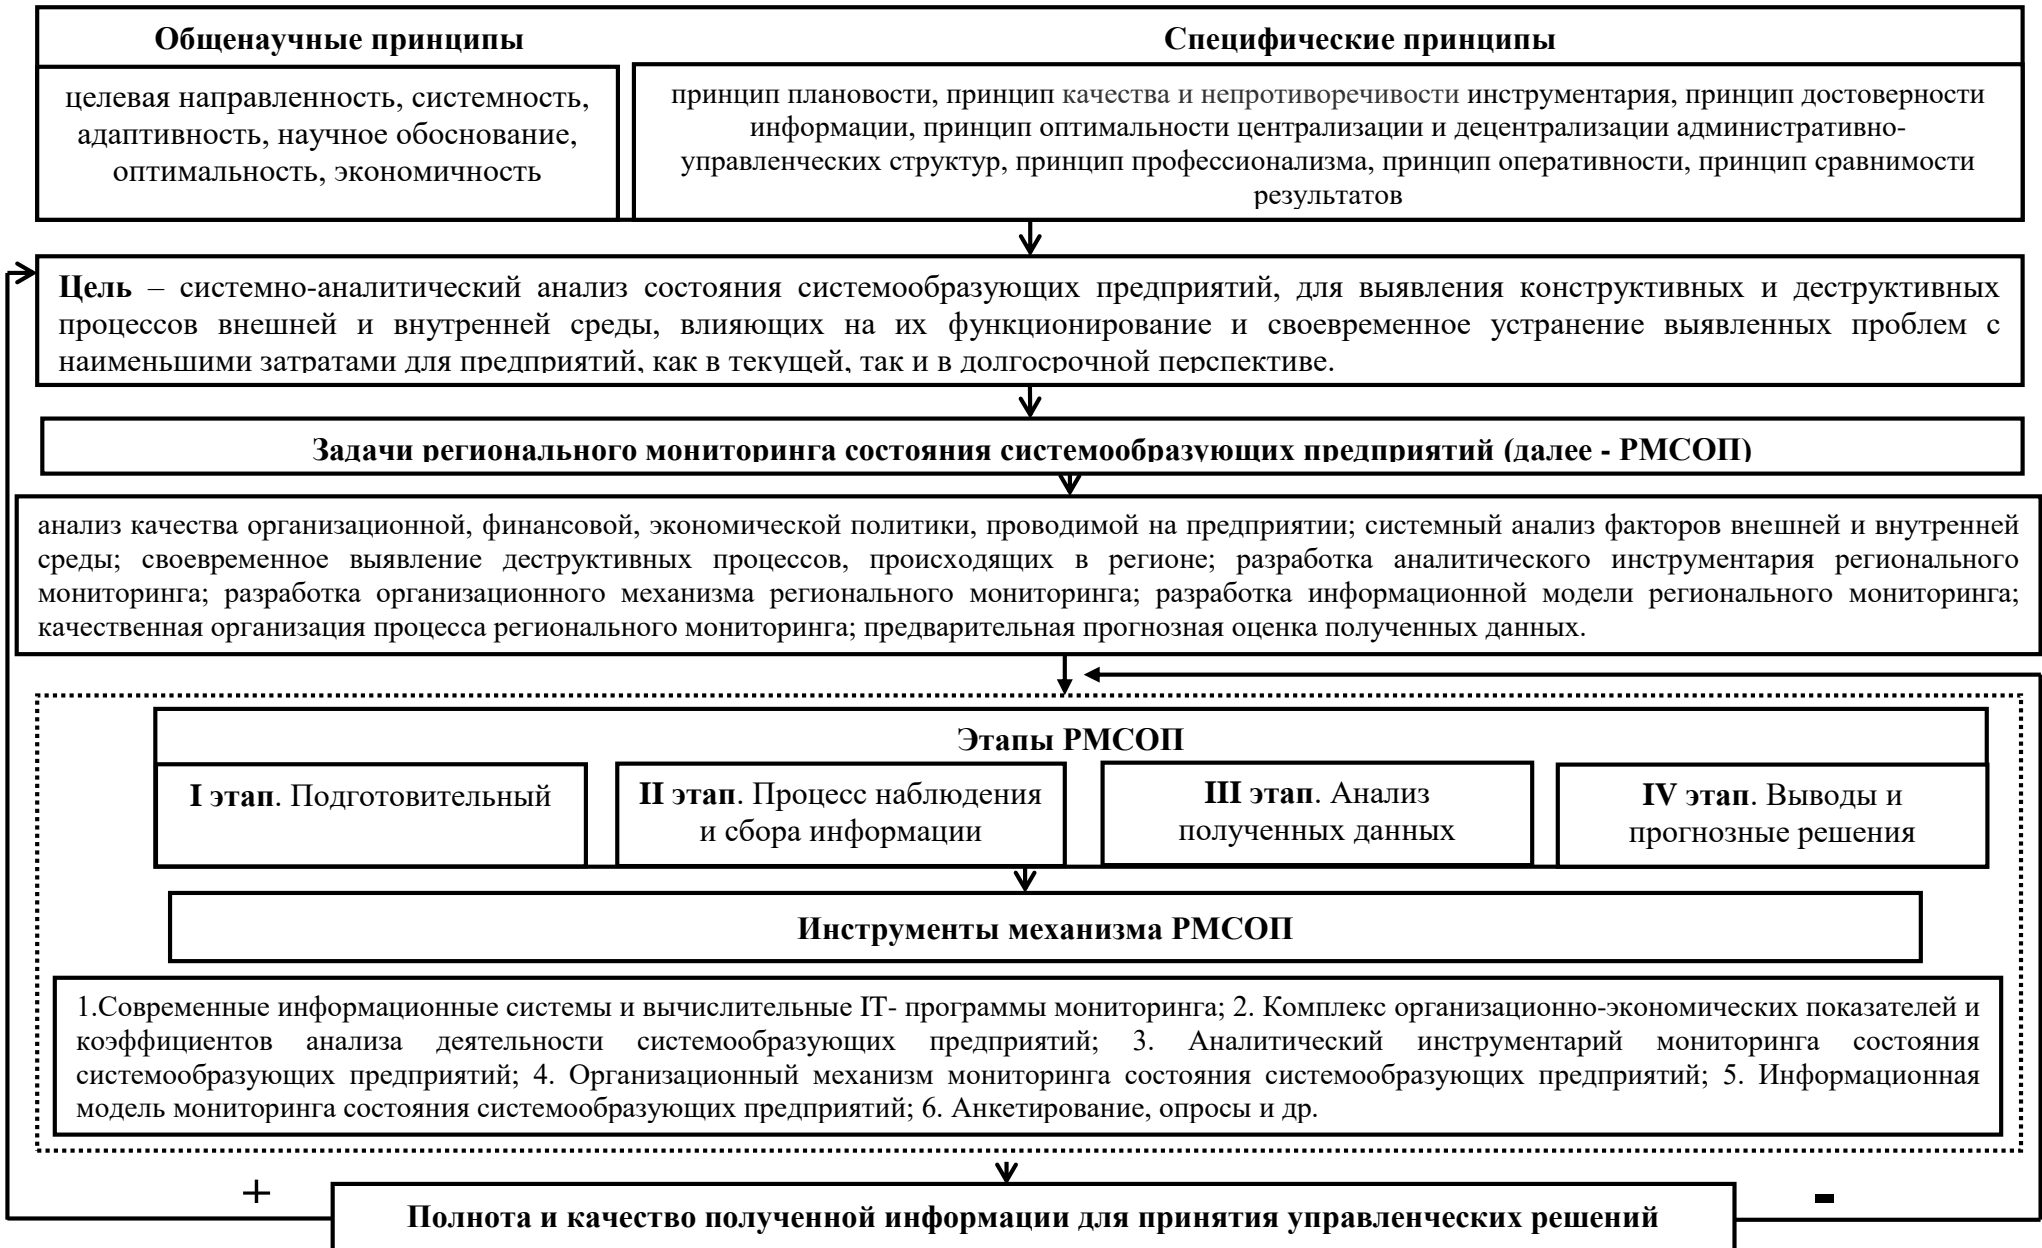 Общенаучные принципы
целевая направленность, системность,
адаптивность, научное обоснование,
оптимальность, экономичность
Специфические принципы
принцип плановости, принцип качества и непротиворечивости инструментария, принцип достоверности
информации, принцип оптимальности централизации и децентрализации административно-
управленческих структур, принцип профессионализма, принцип оперативности, принцип сравнимости
результатов
Цель – системно-аналитический анализ состояния системообразующих предприятий, для выявления конструктивных и деструктивных
процессов внешней и внутренней среды, влияющих на их функционирование и своевременное устранение выявленных проблем с
наименьшими затратами для предприятий, как в текущей, так и в долгосрочной перспективе.
Задачи регионального мониторинга состояния системообразующих предприятий (далее - РМСОП)
анализ качества организационной, финансовой, экономической политики, проводимой на предприятии; системный анализ факторов внешней и внутренней
среды; своевременное выявление деструктивных процессов, происходящих в регионе; разработка аналитического инструментария регионального
мониторинга; разработка организационного механизма регионального мониторинга; разработка информационной модели регионального мониторинга;
качественная организация процесса регионального мониторинга; предварительная прогнозная оценка полученных данных.
Этапы РМСОП
I этап. Подготовительный
II этап. Процесс наблюдения
и сбора информации
III этап. Анализ
полученных данных
IV этап. Выводы и
прогнозные решения
Инструменты механизма РМСОП
1.Современные информационные системы и вычислительные IT- программы мониторинга; 2. Комплекс организационно-экономических показателей и
коэффициентов анализа деятельности системообразующих предприятий; 3. Аналитический инструментарий мониторинга состояния
системообразующих предприятий; 4. Организационный механизм мониторинга состояния системообразующих предприятий; 5. Информационная
модель мониторинга состояния системообразующих предприятий; 6. Анкетирование, опросы и др.
+
-
Полнота и качество полученной информации для принятия управленческих решений